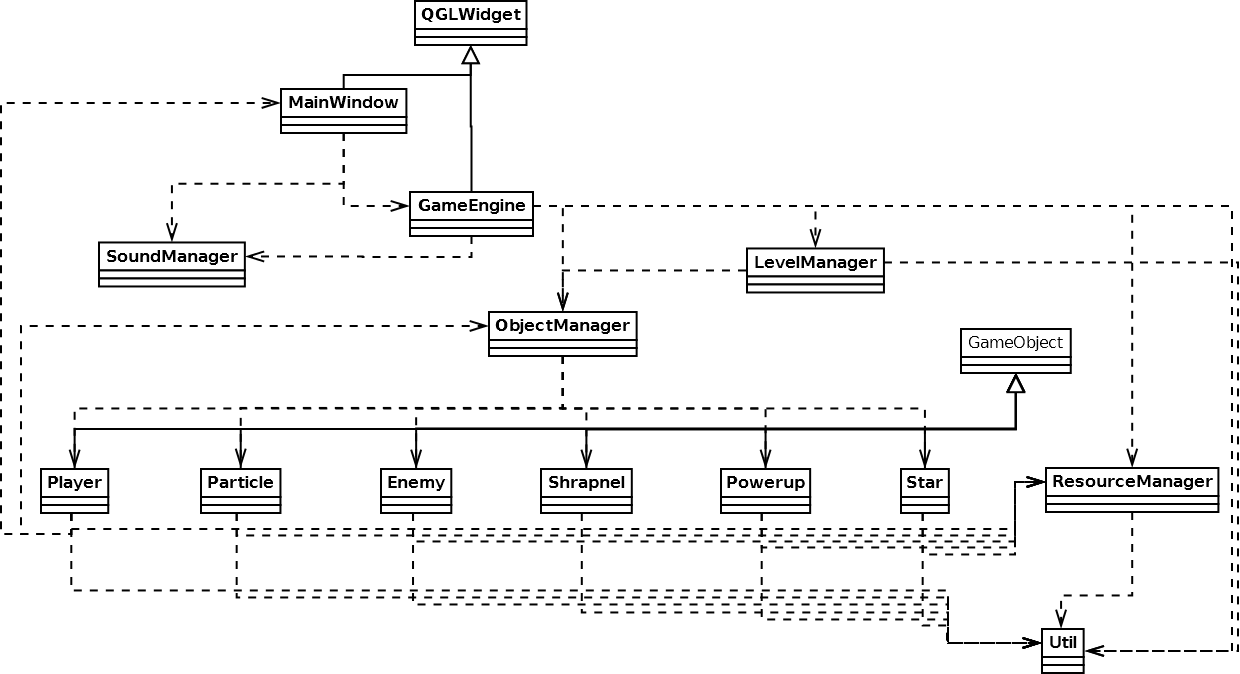 QGLWidget
MainWindow
GameEngine
SoundManager
LevelManager
ObjectManager
GameObject
Player
Particle
Enemy
Shrapnel
Powerup
Star
ResourceManager
Util